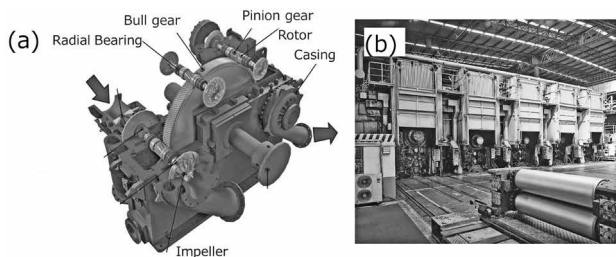 (a)
Bull gear
Pinion gear
Radial Bearing
Rotor
Casing
Impeller
(b)